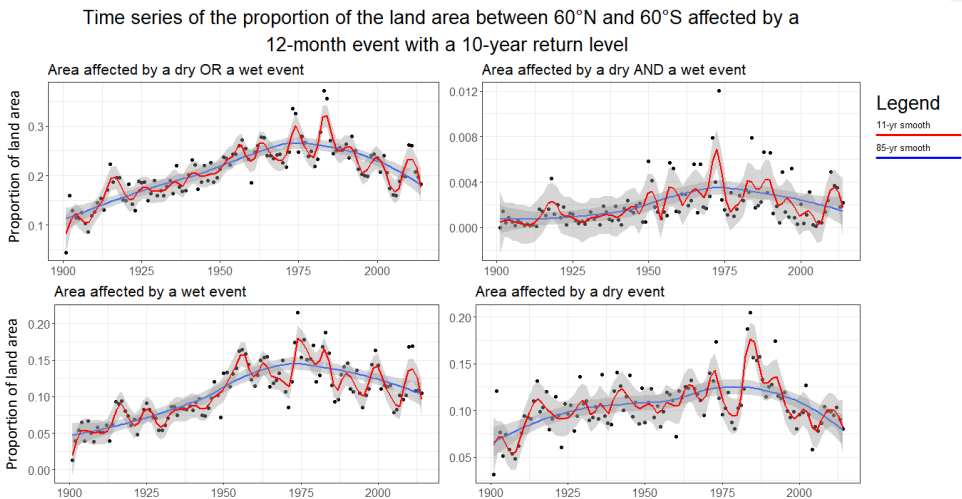 Time series of the proportion of the land area between 60°N and 60°S affected by a
12-month event with a 10-year return level
Area affected by a dry OR a wet event
Area affected by a dry AND a wet event
Legend
11-yr smooth
85-yr smooth
Proportion of land area
0.3
0.2
0.1
1900 1925 1950 1975 2000
0.012
0.008
0.004
0.000
1900 1925 1950 1975 2000
Area affected by a wet event
Area affected by a dry event
Proportion of land area
0.20
0.15
0.10
0.05
0.00
1900 1925 1950 1975 2000
0.20
0.15
0.10
0.05
1900 1925 1950 1975 2000